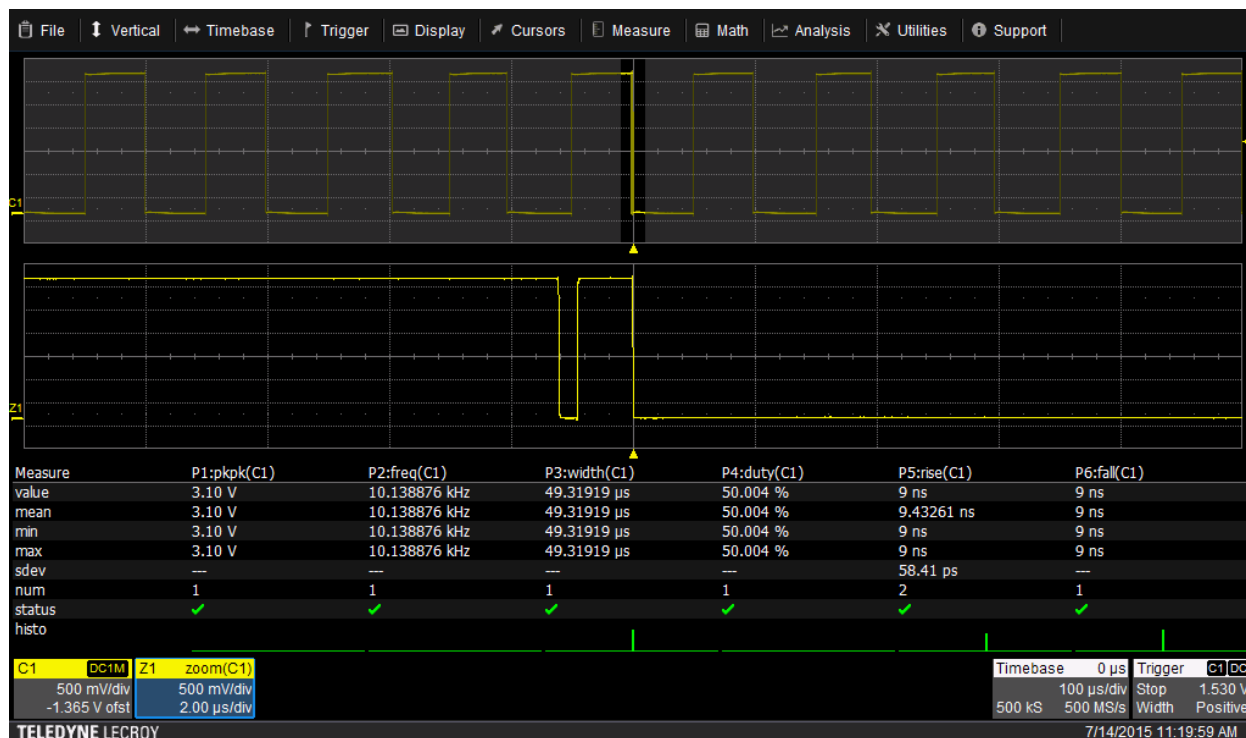 File Vertical Timebase Trigger Display Cursors Measure Math Analysis Utilities Support
C1
Z1
Measure P1:pkpk(C1) P2:freq(C1) P3:width(C1) P4:duty(C1) P5:rise(C1) P6:fall(C1)
value 3.10 V 10.138876 kHz 49.31919 µs 50.004 % 9 ns 9 ns
mean 3.10 V 10.138876 kHz 49.31919 µs 50.004 % 9.43261 ns 9 ns
min 3.10 V 10.138876 kHz 49.31919 µs 50.004 % 9 ns 9 ns
max 3.10 V 10.138876 kHz 49.31919 µs 50.004 % 9 ns 9 ns
sdev --- --- --- --- 58.41 ps ---
num 1 1 1 1 2 1
status
histo
C1 DC1M Z1 zoom(C1) Timebase 0 µs Trigger C1 DC
500 mV/div 500 mV/div 100 µs/div Stop 1.530 V
-1.365 V ofst 2.00 µs/div 500 kS 500 MS/s Width Positive
TELEDYNE LECROY 7/14/2015 11:19:59 AM